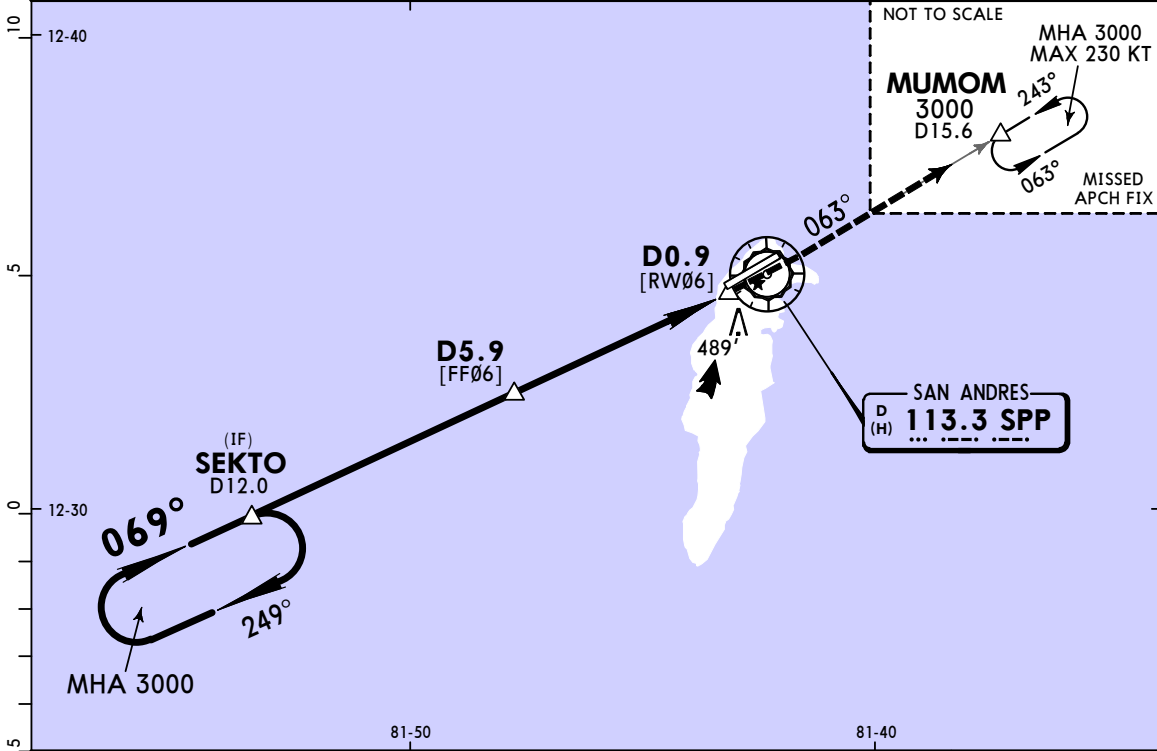 10
12-40
NOT TO SCALE
MHA 3000
MAX 230 KT
MUMOM
3000
D15.6
243°
063°
MISSED
APCH FIX
063°
D0.9
[RWØ6]
5
489'
D5.9
[FFØ6]
SAN ANDRES
D
(H)
113.3 SPP
(IF)
SEKTO
D12.0
0
12-30
069°
249°
MHA 3000
5
81-50
81-40